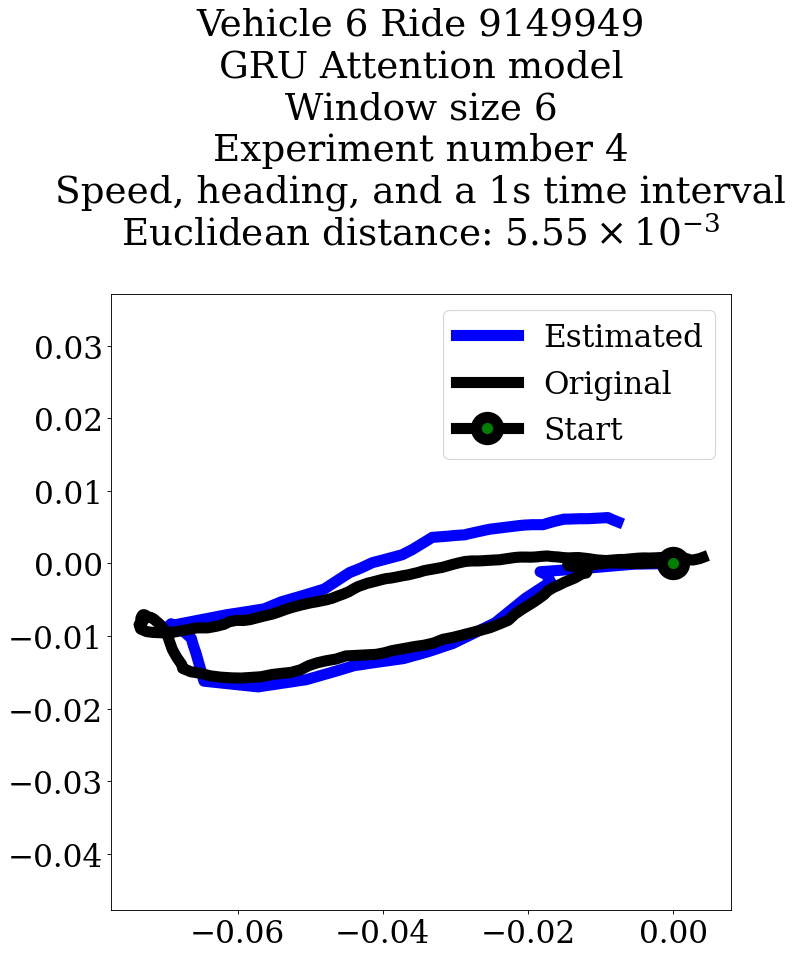 Vehicle 6 Ride 9149949
GRU Attention model
Window size 6
Experiment number 4
Speed, heading, and a 1s time interval
Euclidean distance: 5.55 × 10⁻³
Estimated
Original
Start
0.03
0.02
0.01
0.00
−0.01
−0.02
−0.03
−0.04
−0.06
−0.04
−0.02
0.00